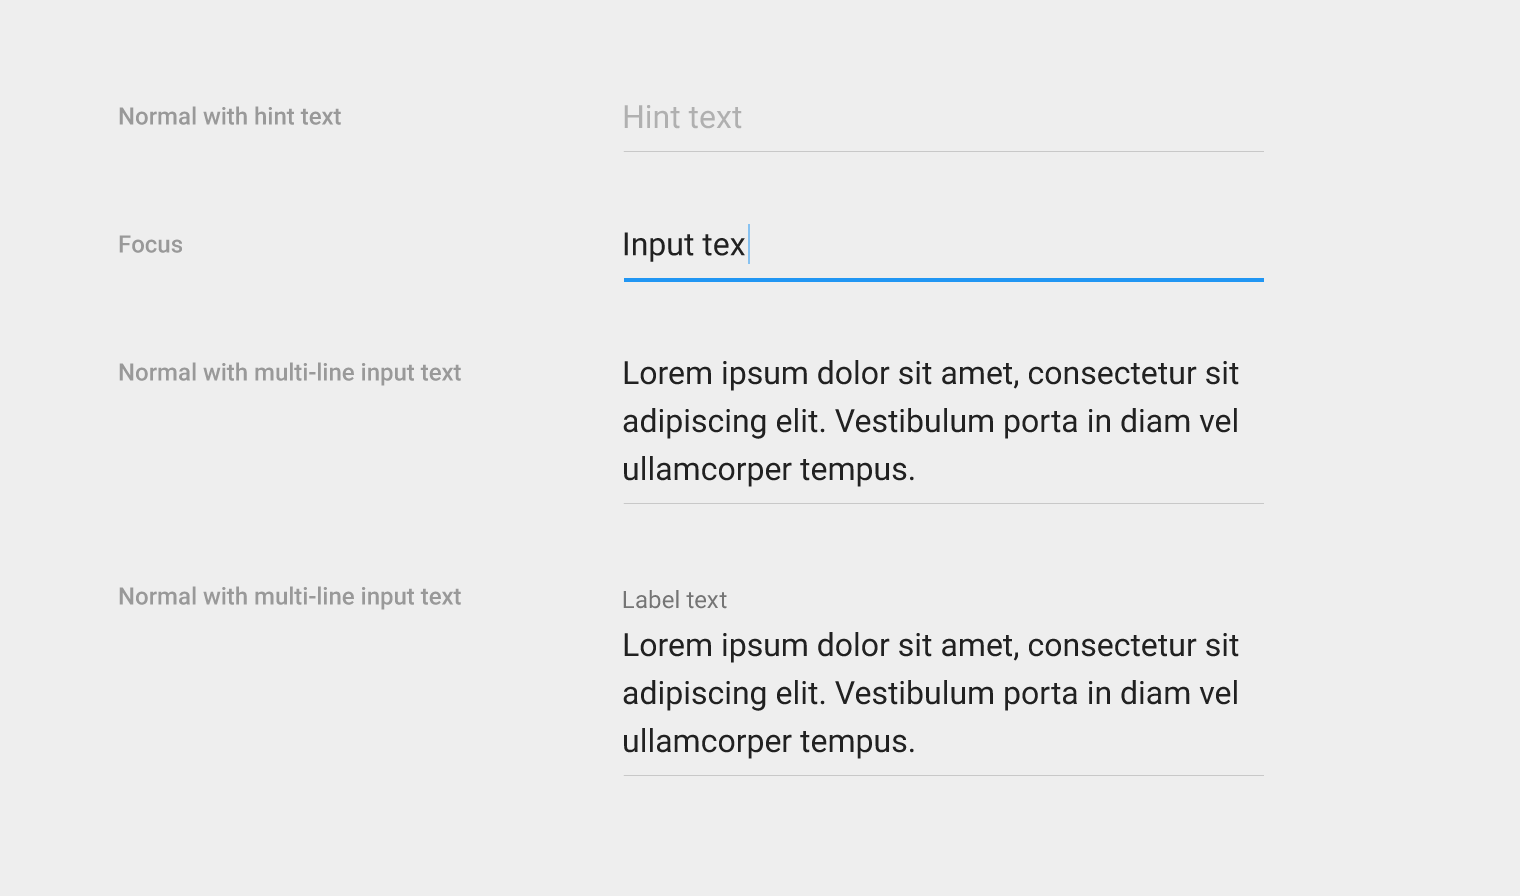 Normal with hint text
Hint text
Focus
Input tex
Normal with multi-line input text
Lorem ipsum dolor sit amet, consectetur sit
adipiscing elit. Vestibulum porta in diam vel
ullamcorper tempus.
Normal with multi-line input text
Label text
Lorem ipsum dolor sit amet, consectetur sit
adipiscing elit. Vestibulum porta in diam vel
ullamcorper tempus.